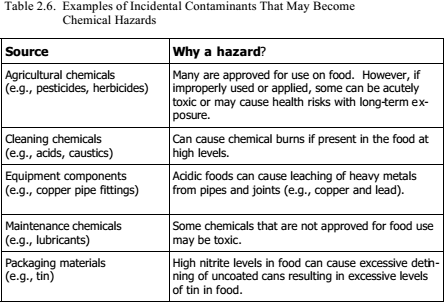 Table 2.6. Examples of Incidental Contaminants That May Become
Chemical Hazards
Source
Why a hazard?
Agricultural chemicals
(e.g., pesticides, herbicides)
Many are approved for use on food. However, if
improperly used or applied, some can be acutely
toxic or may cause health risks with long-term ex-
posure.
Cleaning chemicals
(e.g., acids, caustics)
Can cause chemical burns if present in the food at
high levels.
Equipment components
(e.g., copper pipe fittings)
Acidic foods can cause leaching of heavy metals
from pipes and joints (e.g., copper and lead).
Maintenance chemicals
(e.g., lubricants)
Some chemicals that are not approved for food use
may be toxic.
Packaging materials
(e.g., tin)
High nitrite levels in food can cause excessive detin-
ning of uncoated cans resulting in excessive levels
of tin in food.